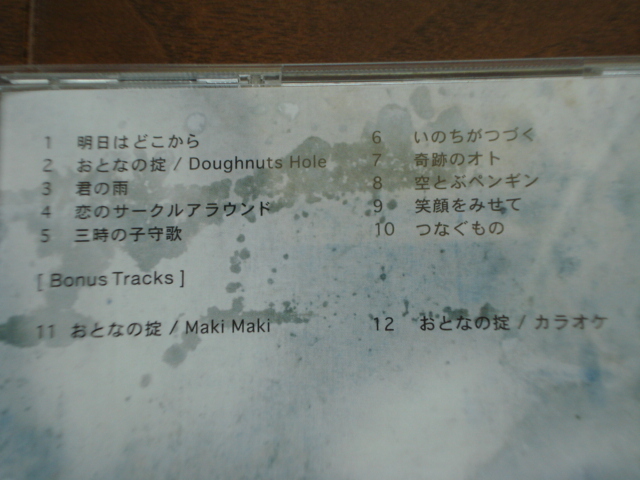 1 明日はどこから
2 おとなの掟 / Doughnuts Hole
3 君の雨
4 恋のサークルアラウンド
5 三時の子守歌
6 いのちがつづく
7 奇跡のオト
8 空とぶペンギン
9 笑顔をみせて
10 つなぐもの
[ Bonus Tracks ]
11 おとなの掟 / Maki Maki
12 おとなの掟 / カラオケ